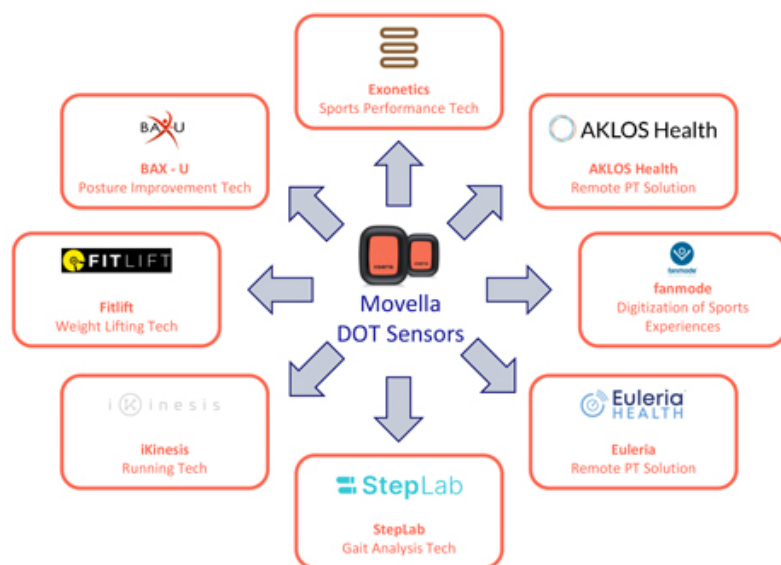 Exonetics
Sports Performance Tech
BAX-U
BAX - U
Posture Improvement Tech
AKLOS Health
AKLOS Health
Remote PT Solution
FITLIFT
Fitlift
Weight Lifting Tech
Movella
DOT Sensors
fanmode
fanmode
Digitization of Sports
Experiences
iKinesis
iKinesis
Running Tech
StepLab
StepLab
Gait Analysis Tech
Euleria
HEALTH
Euleria
Remote PT Solution